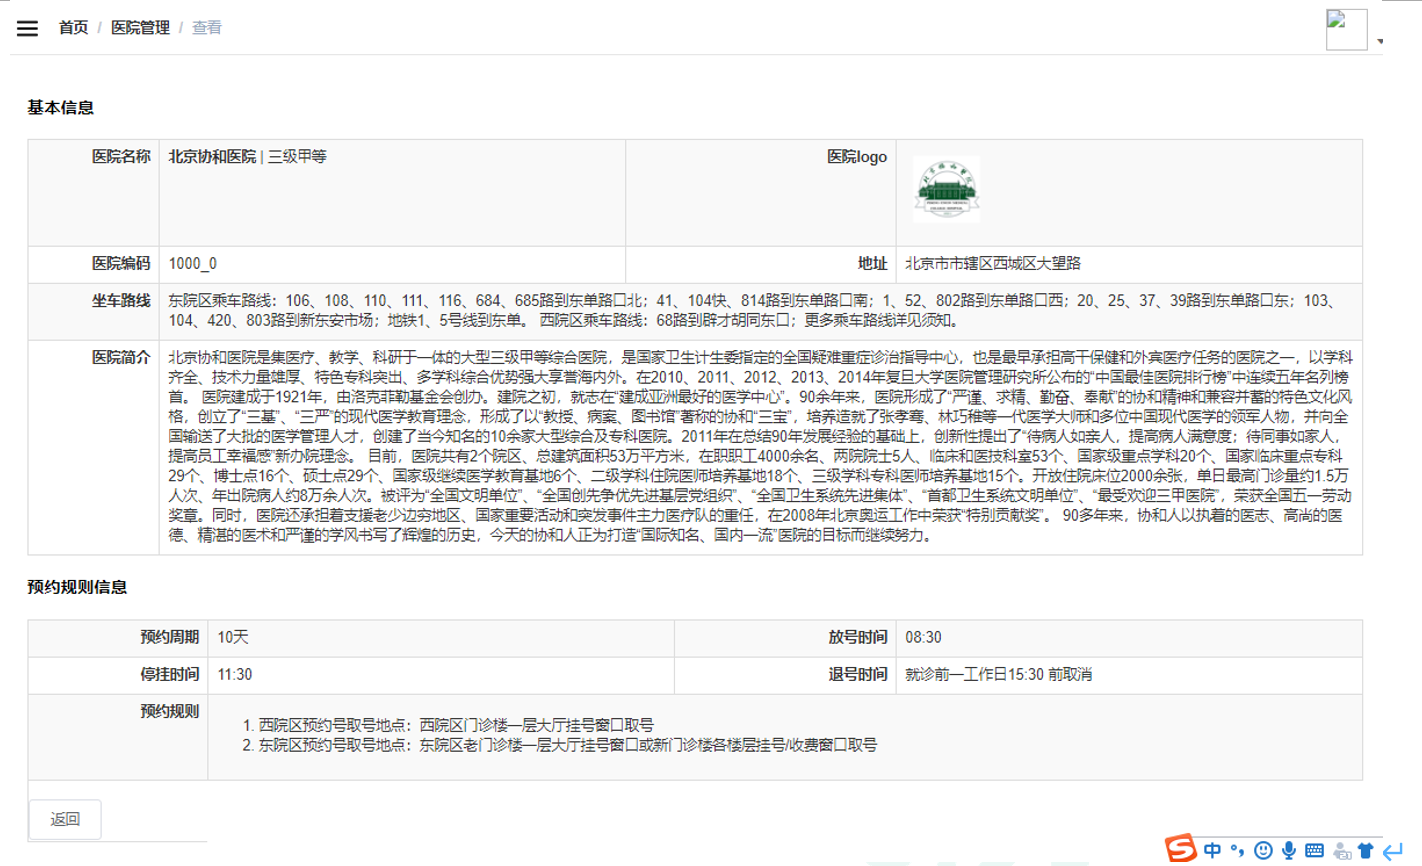 首页 / 医院管理 / 查看
基本信息
医院名称 北京协和医院 | 三级甲等 医院logo
医院编码 1000_0 地址 北京市市辖区西城区大望路
坐车路线 东院区乘车路线：106、108、110、111、116、684、685路到东单路口北；41、104快、814路到东单路口南；1、52、802路到东单路口西；20、25、37、39路到东单路口东；103、
104、420、803路到新东安市场；地铁1、5号线到东单。 西院区乘车路线：68路到辟才胡同东口；更多乘车路线详见须知。
医院简介 北京协和医院是集医疗、教学、科研于一体的大型三级甲等综合医院，是国家卫生计生委指定的全国疑难重症诊治指导中心，也是最早承担高干保健和外宾医疗任务的医院之一，以学科
齐全、技术力量雄厚、特色专科突出、多学科综合优势强大享誉海内外。在2010、2011、2012、2013、2014年复旦大学医院管理研究所公布的“中国最佳医院排行榜”中连续五年名列榜
首。 医院建成于1921年，由洛克菲勒基金会创办。建院之初，就志在“建成亚洲最好的医学中心”。90余年来，医院形成了“严谨、求精、勤奋、奉献”的协和精神和兼容并蓄的特色文化风
格，创立了“三基”、“三严”的现代医学教育理念，形成了以“教授、病案、图书馆”著称的协和“三宝”，培养造就了张孝骞、林巧稚等一代医学大师和多位中国现代医学的领军人物，并向全
国输送了大批的医学管理人才，创建了当今知名的10余家大型综合及专科医院。2011年在总结90年发展经验的基础上，创新性提出了“待病人如亲人，提高病人满意度；待同事如家人，
提高员工幸福感”新办院理念。 目前，医院共有2个院区、总建筑面积53万平方米，在职职工4000余名、两院院士5人、临床和医技科室53个、国家级重点学科20个、国家临床重点专科
29个、博士点16个、硕士点29个、国家级继续医学教育基地6个、二级学科住院医师培养基地18个、三级学科专科医师培养基地15个。开放住院床位2000余张，单日最高门诊量约1.5万
人次、年出院病人约8万余人次。被评为“全国文明单位”、“全国创先争优先进基层党组织”、“全国卫生系统先进集体”、“首都卫生系统文明单位”、“最受欢迎三甲医院”，荣获全国五一劳动
奖章。同时，医院还承担着支援老少边穷地区、国家重要活动和突发事件主力医疗队的重任，在2008年北京奥运工作中荣获“特别贡献奖”。 90多年来，协和人以执着的医志、高尚的医
德、精湛的医术和严谨的学风书写了辉煌的历史，今天的协和人正为打造“国际知名、国内一流”医院的目标而继续努力。
预约规则信息
预约周期 10天 放号时间 08:30
停挂时间 11:30 退号时间 就诊前一工作日15:30 前取消
预约规则
1. 西院区预约号取号地点：西院区门诊楼一层大厅挂号窗口取号
2. 东院区预约号取号地点：东院区老门诊楼一层大厅挂号窗口或新门诊楼各楼层挂号/收费窗口取号
返回
中